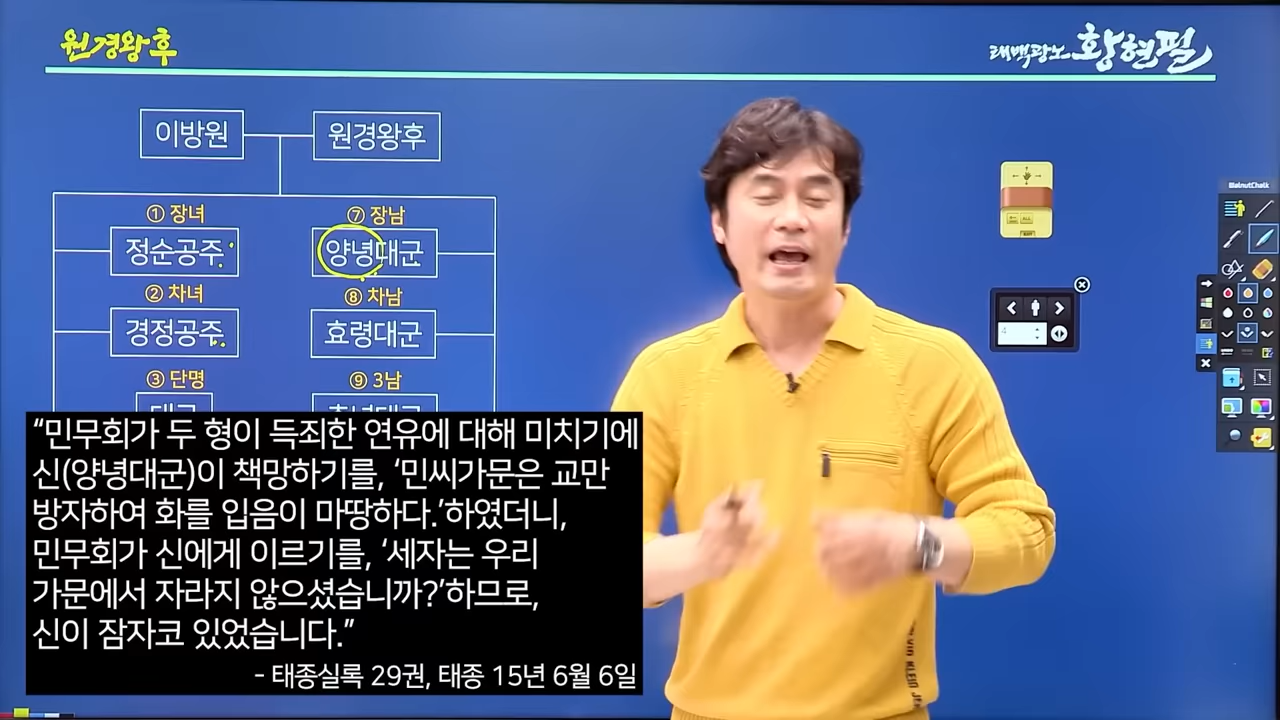 원경왕후
태백광노 황현필
이방원
원경왕후
① 장녀
⑦ 장남
정순공주
양녕대군
② 차녀
⑧ 차남
경정공주
효령대군
③ 단명
⑨ 3남
“민무회가 두 형이 득죄한 연유에 대해 미치기에
신(양녕대군)이 책망하기를, ‘민씨가문은 교만
방자하여 화를 입음이 마땅하다.’하였더니,
민무회가 신에게 이르기를, ‘세자는 우리
가문에서 자라지 않으셨습니까?’하므로,
신이 잠자코 있었습니다.”
- 태종실록 29권, 태종 15년 6월 6일
WalnutChalk
4